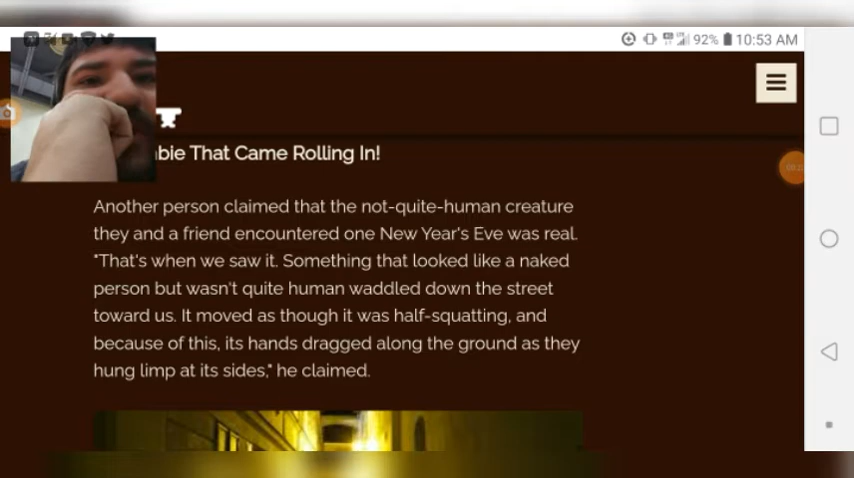 92% 10:53 AM
bie That Came Rolling In!
Another person claimed that the not-quite-human creature
they and a friend encountered one New Year's Eve was real.
"That's when we saw it. Something that looked like a naked
person but wasn't quite human waddled down the street
toward us. It moved as though it was half-squatting, and
because of this, its hands dragged along the ground as they
hung limp at its sides," he claimed.